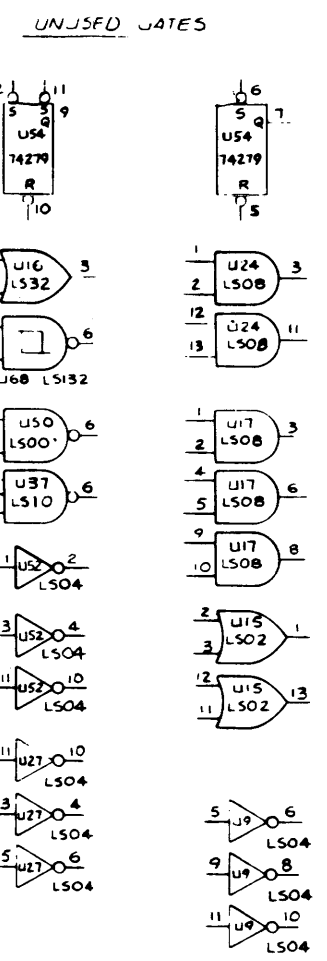 UNUSED GATES
11
S S 9
Q
U54
74279
R
10
6
S
Q 7
U54
74279
R
5
U16 3
LS32
1 U24 3
2 LS08
6
U68 LS132
12 U24 11
13 LS08
U50 6
LS00
1 U17 3
2 LS08
U37 6
LS10
4 U17 6
5 LS08
9 U17 8
10 LS08
1 U52 2
LS04
3 U52 4
LS04
2 U15 1
3 LS02
11 U52 10
LS04
12 U15 13
11 LS02
11 U27 10
LS04
3 U27 4
LS04
5 U9 6
LS04
5 U27 6
LS04
9 U9 8
LS04
11 U9 10
LS04